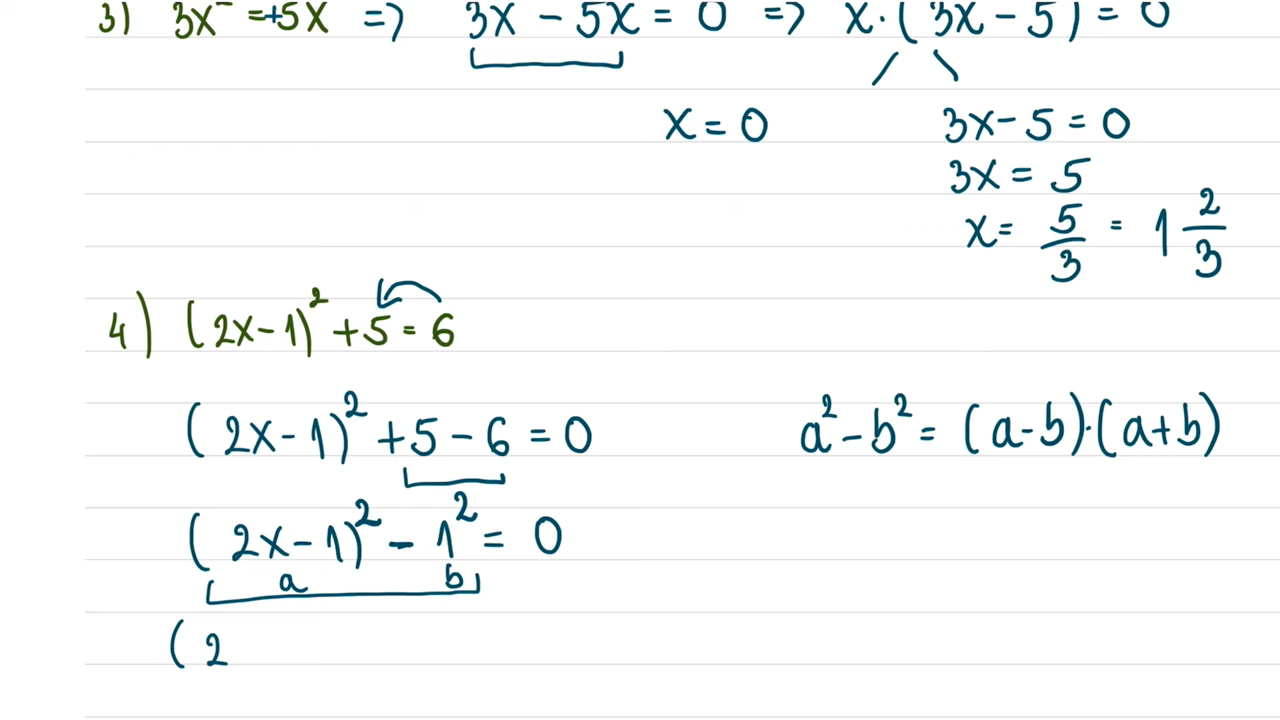 3) 3x² = +5x => 3x - 5x = 0 => x·(3x - 5) = 0
x = 0 3x - 5 = 0
3x = 5
x = 5/3 = 1 2/3
4) (2x - 1)² + 5 = 6
(2x - 1)² + 5 - 6 = 0 a² - b² = (a - b)·(a + b)
(2x - 1)² - 1² = 0
a b
(2